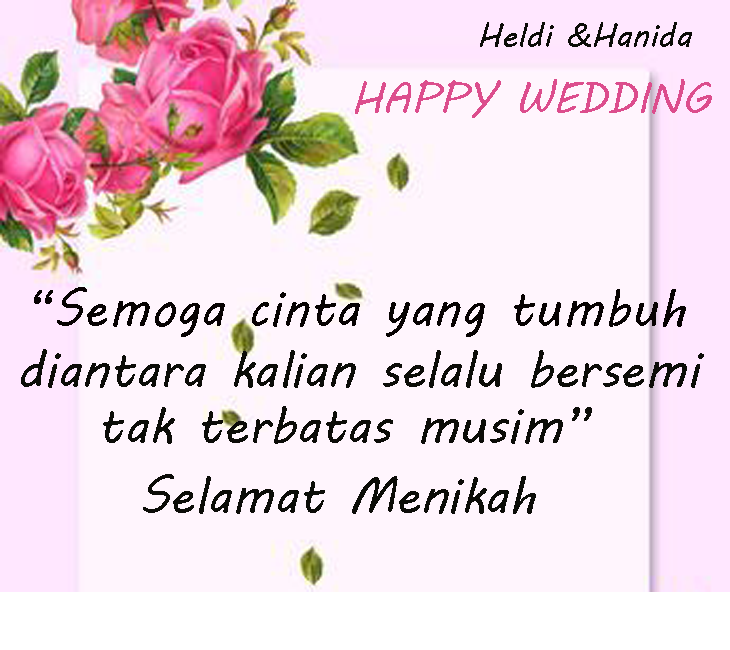 Heldi &Hanida
HAPPY WEDDING
“Semoga cinta yang tumbuh
diantara kalian selalu bersemi
tak terbatas musim”
Selamat Menikah